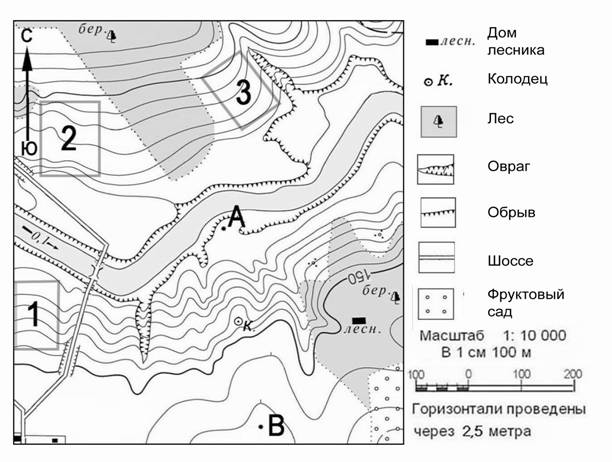 бер.
С
Ю
3
2
А
0,1
1
150
бер.
К.
лесн.
В
лесн.
Дом
лесника
К.
Колодец
Лес
Овраг
Обрыв
Шоссе
Фруктовый
сад
Масштаб 1: 10 000
В 1 см 100 м
100 0 100 200
Горизонтали проведены
через 2,5 метра